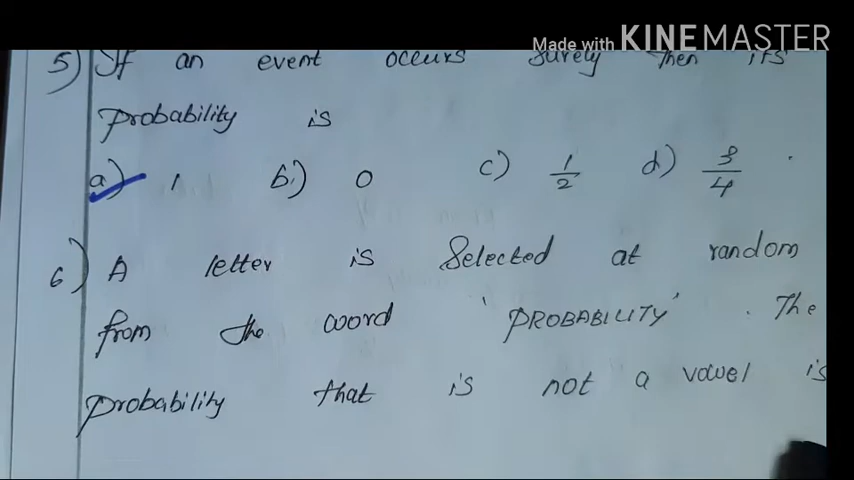 Made with KINEMASTER
5) If an event occurs surely then its
probability is
a) 1 b) 0 c) 1/2 d) 3/4
6) A letter is Selected at random
from the word 'PROBABILITY'. The
probability that is not a vowel is